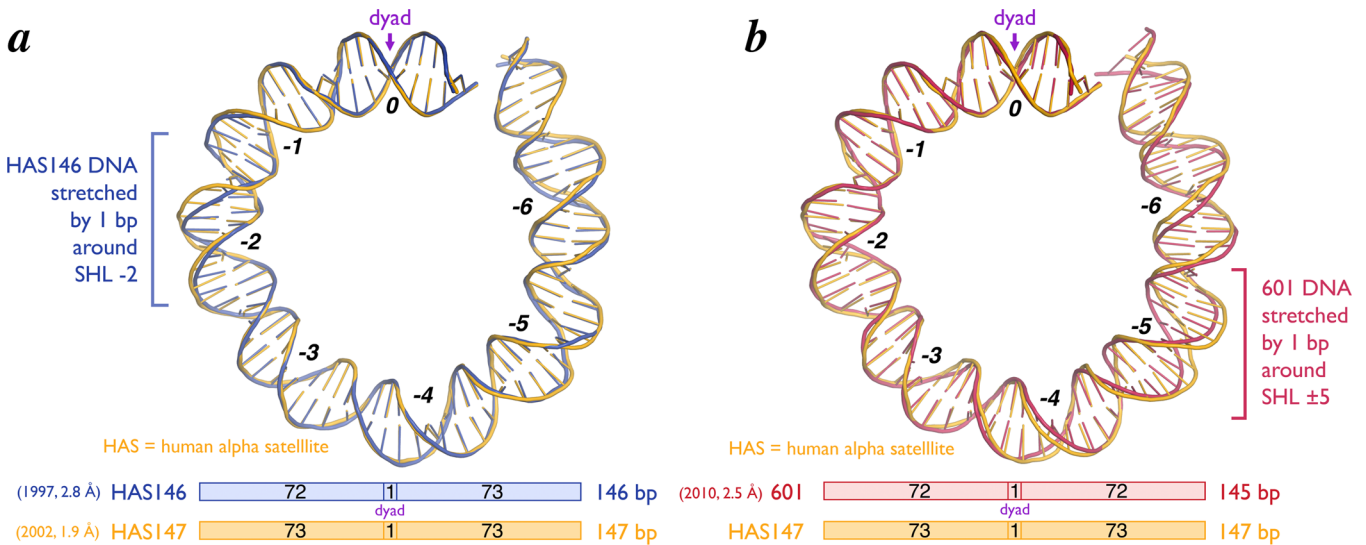 a
dyad
0
-1
-2
-3
-4
-5
-6
HAS146 DNA
stretched
by 1 bp
around
SHL -2
HAS = human alpha satelllite
(1997, 2.8 Å) HAS146 72 1 73 146 bp
dyad
(2002, 1.9 Å) HAS147 73 1 73 147 bp
b
dyad
0
-1
-2
-3
-4
-5
-6
601 DNA
stretched
by 1 bp
around
SHL ±5
HAS = human alpha satelllite
(2010, 2.5 Å) 601 72 1 72 145 bp
dyad
HAS147 73 1 73 147 bp